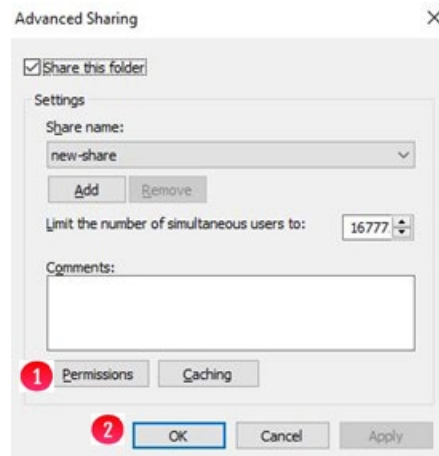 Advanced Sharing
Share this folder
Settings
Share name:
new-share
Add Remove
Limit the number of simultaneous users to: 16777
Comments:
1 Permissions Caching
2 OK Cancel Apply